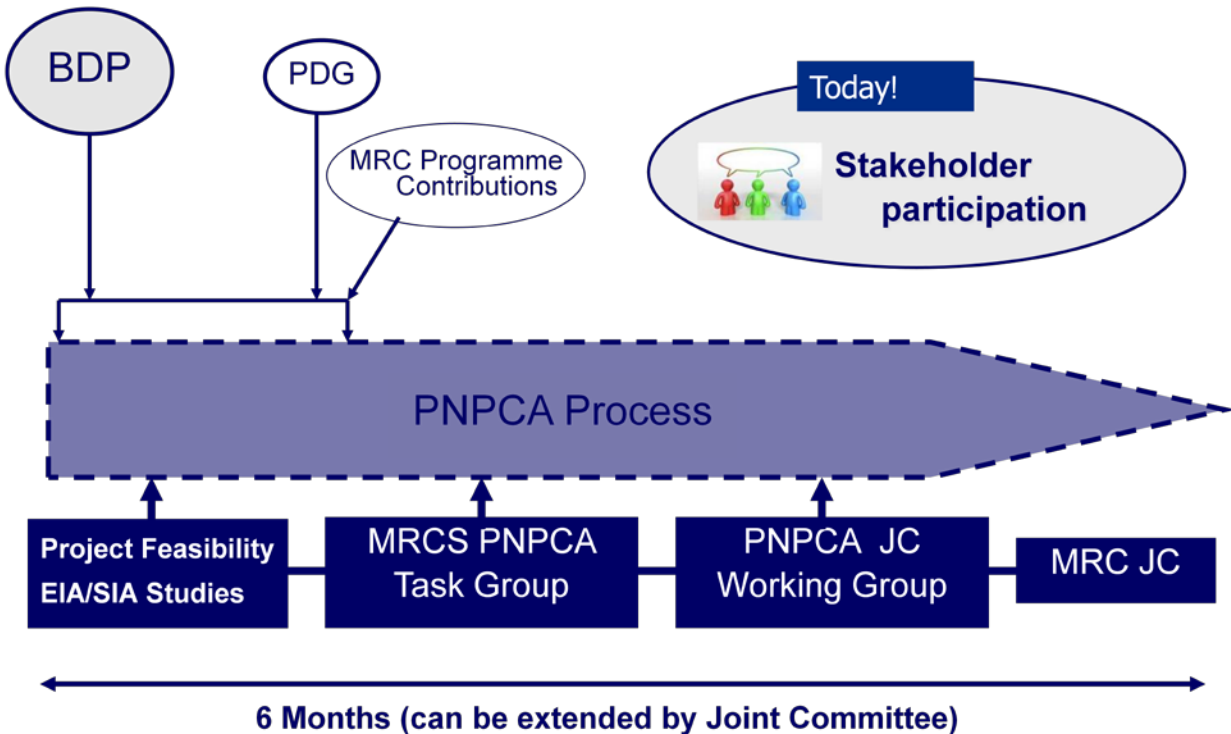 BDP
PDG
MRC Programme
Contributions
Today!
Stakeholder
participation
PNPCA Process
Project Feasibility
EIA/SIA Studies
MRCS PNPCA
Task Group
PNPCA JC
Working Group
MRC JC
6 Months (can be extended by Joint Committee)